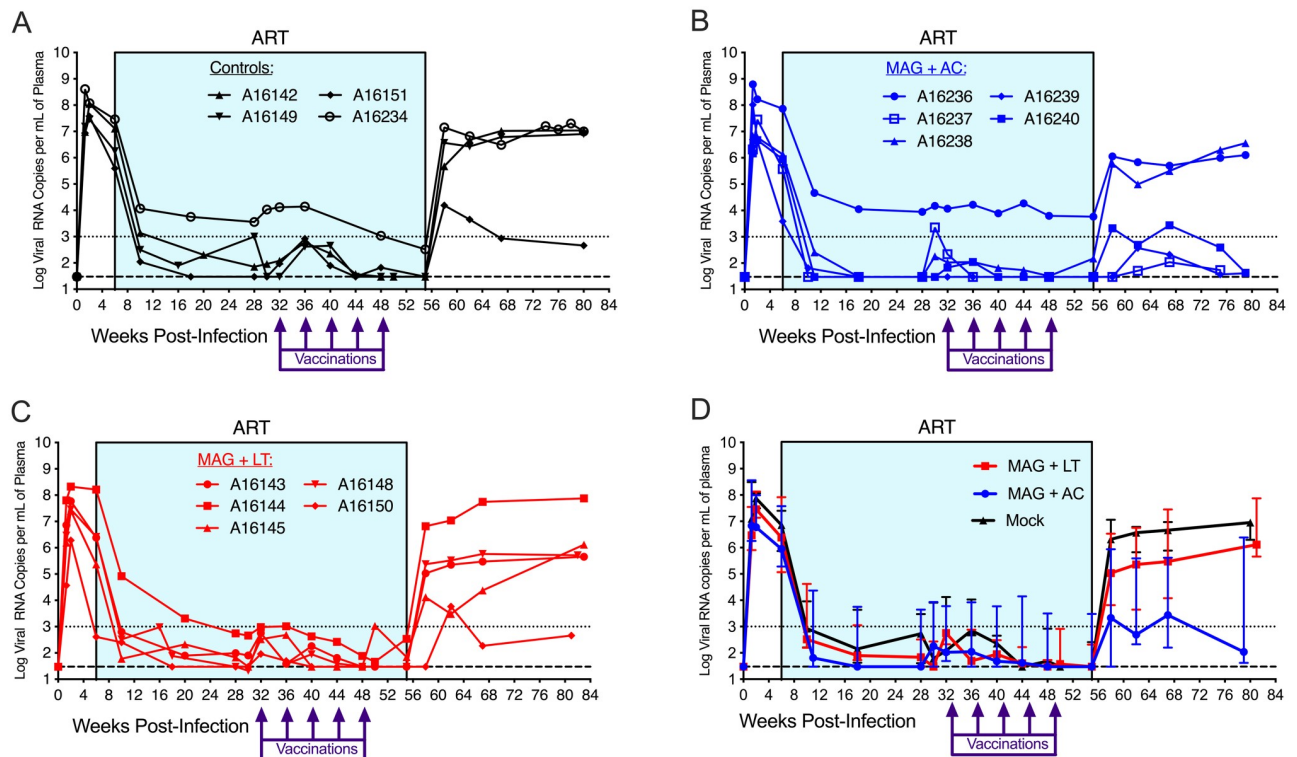 A
ART
Log Viral RNA Copies per mL of Plasma
10
9
8
7
6
5
4
3
2
1
Controls:
A16142
A16151
A16149
A16234
0 4 8 12 16 20 24 28 32 36 40 44 48 52 56 60 64 68 72 76 80 84
Weeks Post-Infection
Vaccinations
B
ART
Log Viral RNA Copies per mL of Plasma
10
9
8
7
6
5
4
3
2
1
MAG + AC:
A16236
A16239
A16237
A16240
A16238
0 4 8 12 16 20 24 28 32 36 40 44 48 52 56 60 64 68 72 76 80 84
Weeks Post-Infection
Vaccinations
C
ART
Log Viral RNA Copies per mL of Plasma
10
9
8
7
6
5
4
3
2
1
MAG + LT:
A16143
A16148
A16144
A16150
A16145
0 4 8 12 16 20 24 28 32 36 40 44 48 52 56 60 64 68 72 76 80 84
Weeks Post-Infection
Vaccinations
D
ART
Log Viral RNA copies per mL of plasma
10
9
8
7
6
5
4
3
2
1
MAG + LT
MAG + AC
Mock
0 4 8 12 16 20 24 28 32 36 40 44 48 52 56 60 64 68 72 76 80 84
Weeks Post-Infection
Vaccinations